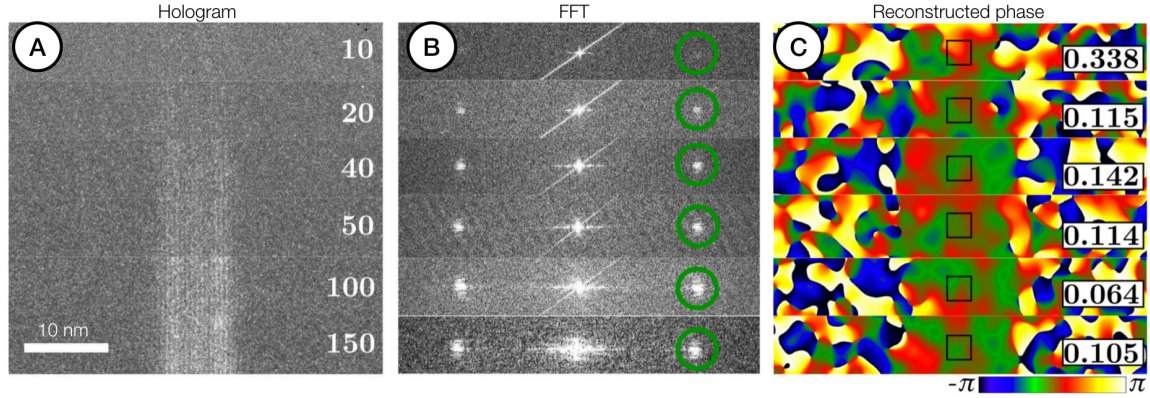 Hologram
FFT
Reconstructed phase
A
10
20
40
50
100
150
10 nm
B
C
0.338
0.115
0.142
0.114
0.064
0.105
-π
π